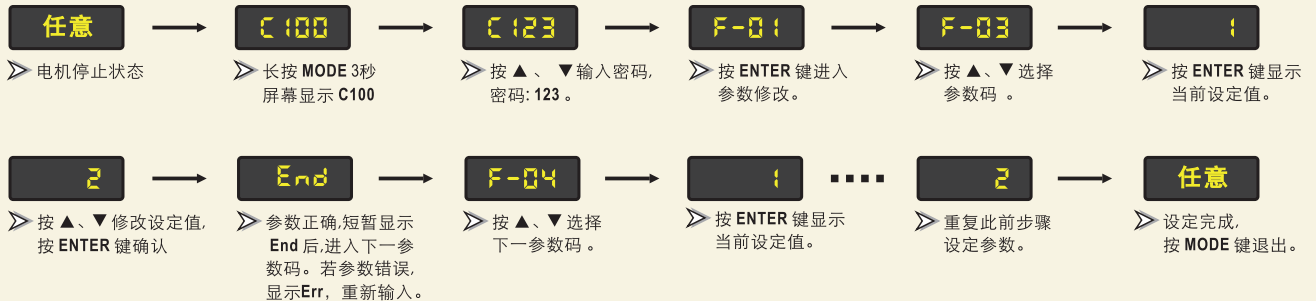 任意
C100
C123
F-01
F-03
1
电机停止状态
长按 MODE 3秒
屏幕显示 C100
按 ▲ 、 ▼输入密码,
密码: 123 。
按 ENTER 键进入
参数修改。
按 ▲、▼ 选择
参数码 。
按 ENTER 键显示
当前设定值。
2
End
F-04
1
2
任意
按 ▲、▼ 修改设定值,
按 ENTER 键确认
参数正确,短暂显示
End 后,进入下一参
数码。若参数错误,
显示Err，重新输入。
按 ▲、▼ 选择
下一参数码 。
按 ENTER 键显示
当前设定值。
重复此前步骤
设定参数。
设定完成,
按 MODE 键退出。